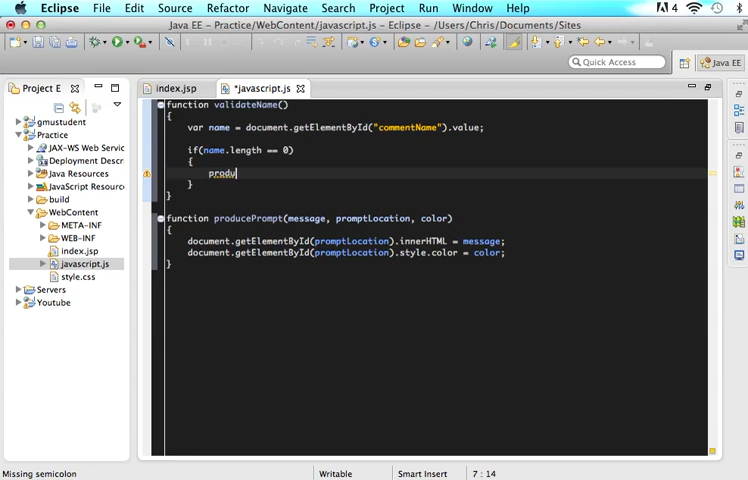 Eclipse File Edit Source Refactor Navigate Search Project Run Window Help 4
Java EE - Practice/WebContent/javascript.js - Eclipse - /Users/Chris/Documents/Sites
Quick Access
Java EE
Project E
index.jsp
*javascript.js
gmustudent
Practice
JAX-WS Web Servic
Deployment Descr
Java Resources
JavaScript Resourc
build
WebContent
META-INF
WEB-INF
index.jsp
javascript.js
style.css
Servers
Youtube
function validateName()
{
var name = document.getElementById("commentName").value;
if(name.length == 0)
{
produ
}
}
function producePrompt(message, promptLocation, color)
{
document.getElementById(promptLocation).innerHTML = message;
document.getElementById(promptLocation).style.color = color;
}
Missing semicolon
Writable
Smart Insert
7 : 14